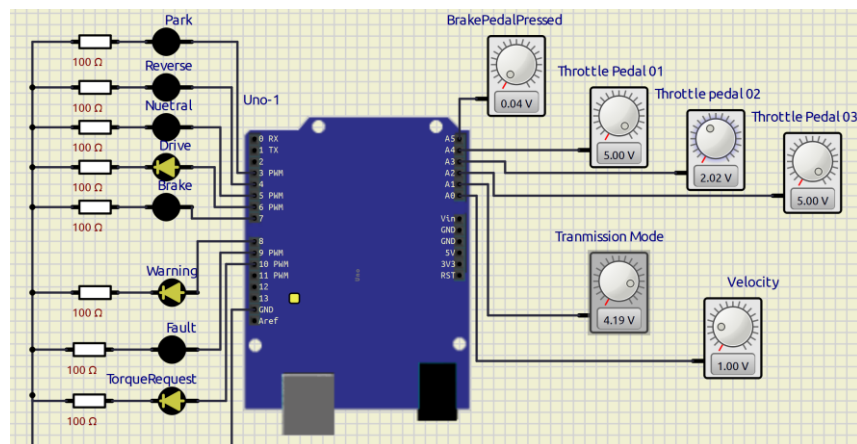 Park
100 Ω
Reverse
100 Ω
Nuetral
100 Ω
Drive
100 Ω
Brake
100 Ω
Warning
100 Ω
Fault
100 Ω
TorqueRequest
100 Ω
Uno-1
0 RX
1 TX
2
3 PWM
4
5 PWM
6 PWM
7
8
9 PWM
10 PWM
11 PWM
12
13
GND
Aref
A5
A4
A3
A2
A1
A0
Vin
GND
GND
5V
3V3
RST
BrakePedalPressed
0.04 V
Throttle Pedal 01
5.00 V
Throttle pedal 02
2.02 V
Throttle Pedal 03
5.00 V
Tranmission Mode
4.19 V
Velocity
1.00 V